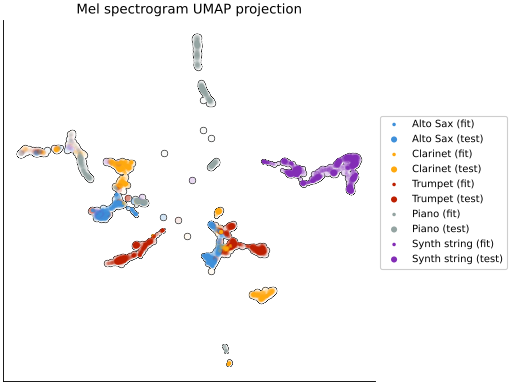 Mel spectrogram UMAP projection
Alto Sax (fit)
Alto Sax (test)
Clarinet (fit)
Clarinet (test)
Trumpet (fit)
Trumpet (test)
Piano (fit)
Piano (test)
Synth string (fit)
Synth string (test)